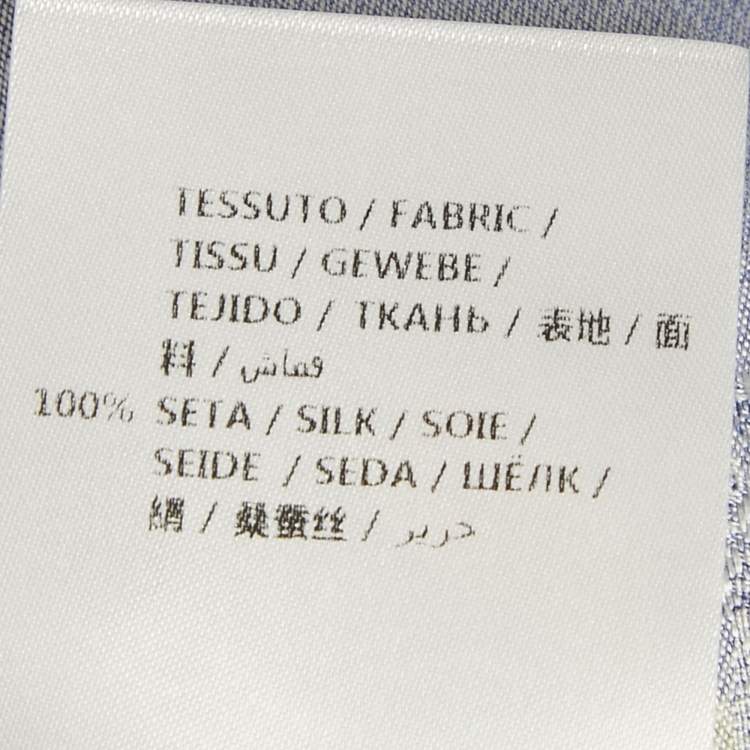 TESSUTO / FABRIC /
TISSU / GEWEBE /
TEJIDO / ТКАНЬ / 表地 / 面
料 / قماش
100% SETA / SILK / SOIE /
SEIDE / SEDA / ШЁЛК /
絹 / 桑蚕丝 / حرير